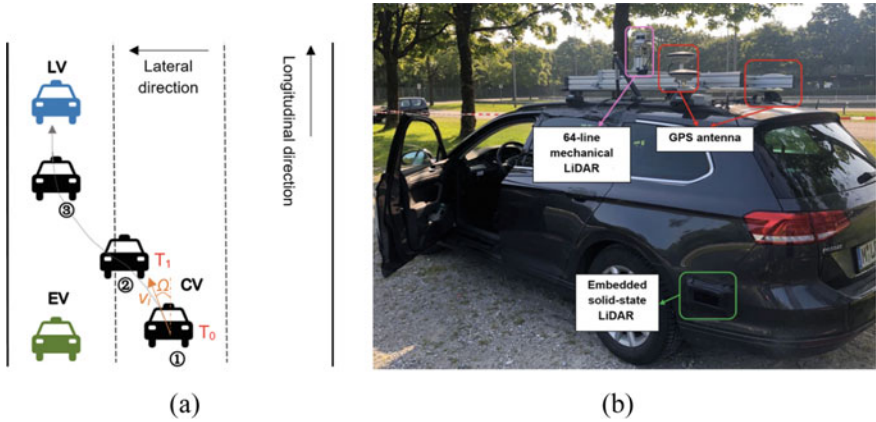 LV
Lateral
direction
Longitudinal direction
③
T1
②
Ω
CV
vi
EV
T0
①
64-line
mechanical
LiDAR
GPS antenna
Embedded
solid-state
LiDAR
(a)
(b)